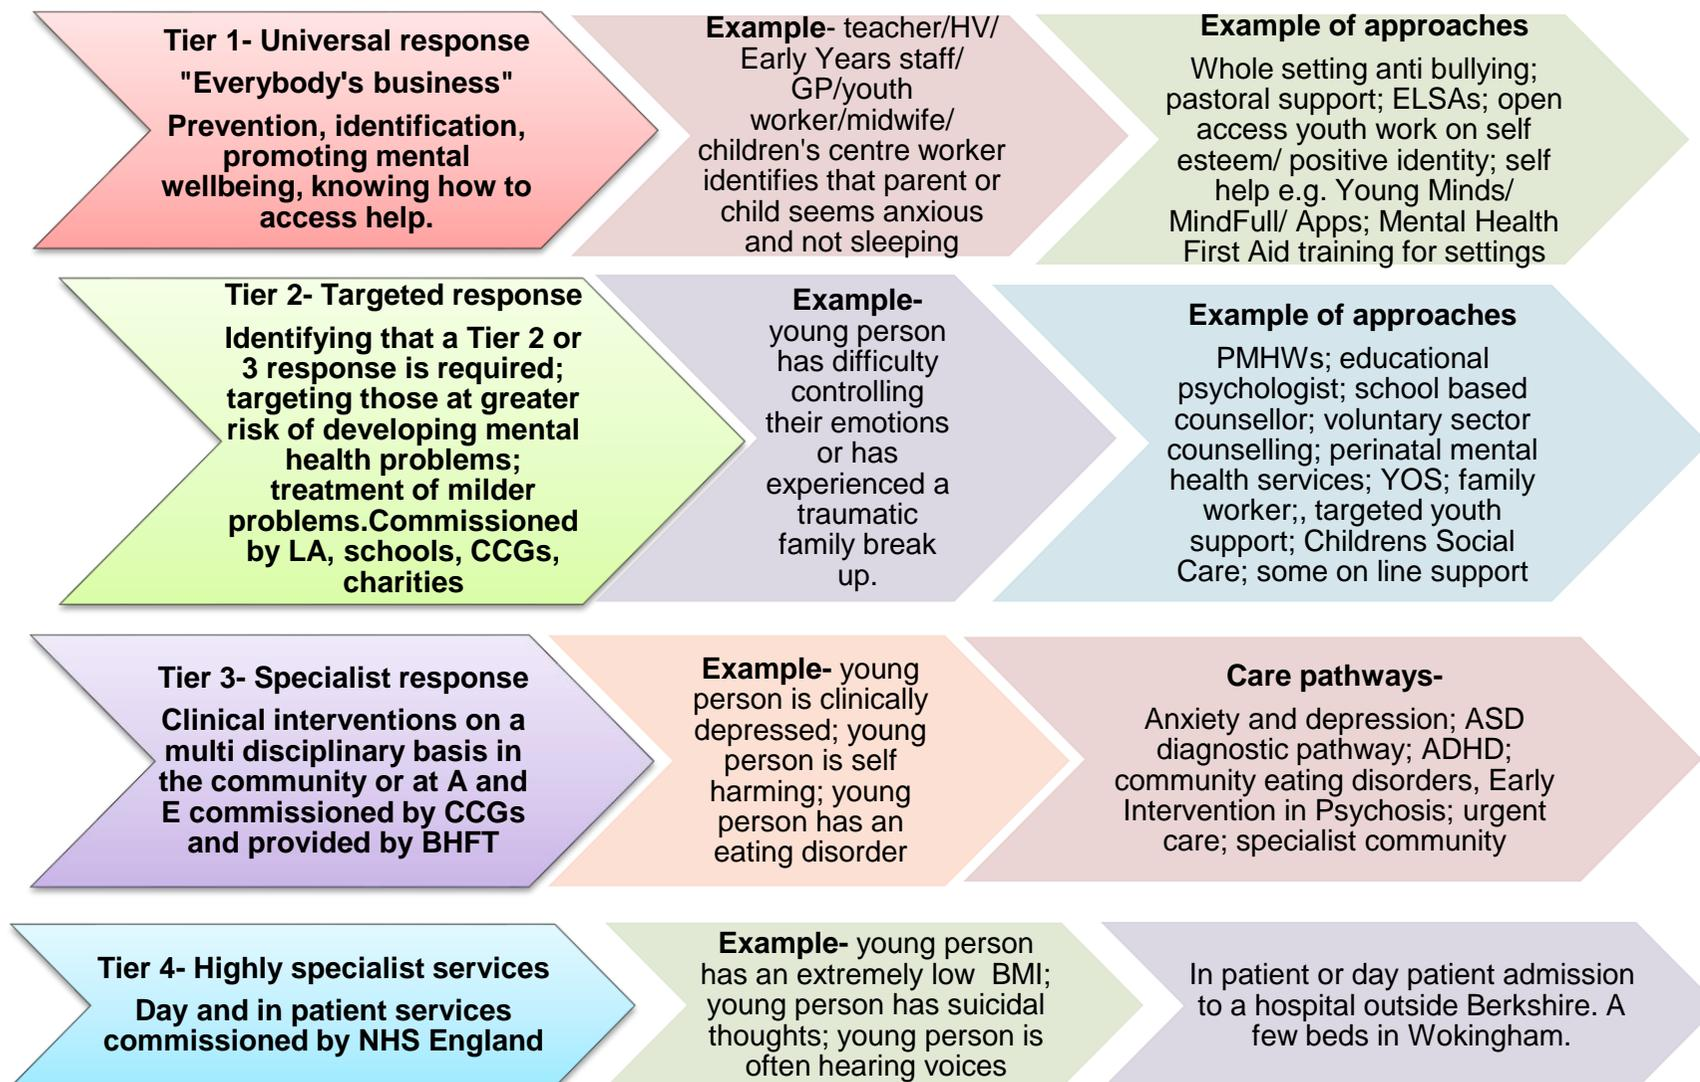 Tier 1- Universal response
"Everybody's business"
Prevention, identification,
promoting mental
wellbeing, knowing how to
access help.
Example- teacher/HV/
Early Years staff/
GP/youth
worker/midwife/
children's centre worker
identifies that parent or
child seems anxious
and not sleeping
Example of approaches
Whole setting anti bullying;
pastoral support; ELSAs; open
access youth work on self
esteem/ positive identity; self
help e.g. Young Minds/
MindFull/ Apps; Mental Health
First Aid training for settings
Tier 2- Targeted response
Identifying that a Tier 2 or
3 response is required;
targeting those at greater
risk of developing mental
health problems;
treatment of milder
problems.Commissioned
by LA, schools, CCGs,
charities
Example-
young person
has difficulty
controlling
their emotions
or has
experienced a
traumatic
family break
up.
Example of approaches
PMHWs; educational
psychologist; school based
counsellor; voluntary sector
counselling; perinatal mental
health services; YOS; family
worker;, targeted youth
support; Childrens Social
Care; some on line support
Tier 3- Specialist response
Clinical interventions on a
multi disciplinary basis in
the community or at A and
E commissioned by CCGs
and provided by BHFT
Example- young
person is clinically
depressed; young
person is self
harming; young
person has an
eating disorder
Care pathways-
Anxiety and depression; ASD
diagnostic pathway; ADHD;
community eating disorders, Early
Intervention in Psychosis; urgent
care; specialist community
Tier 4- Highly specialist services
Day and in patient services
commissioned by NHS England
Example- young person
has an extremely low  BMI;
young person has suicidal
thoughts; young person is
often hearing voices
In patient or day patient admission
to a hospital outside Berkshire. A
few beds in Wokingham.